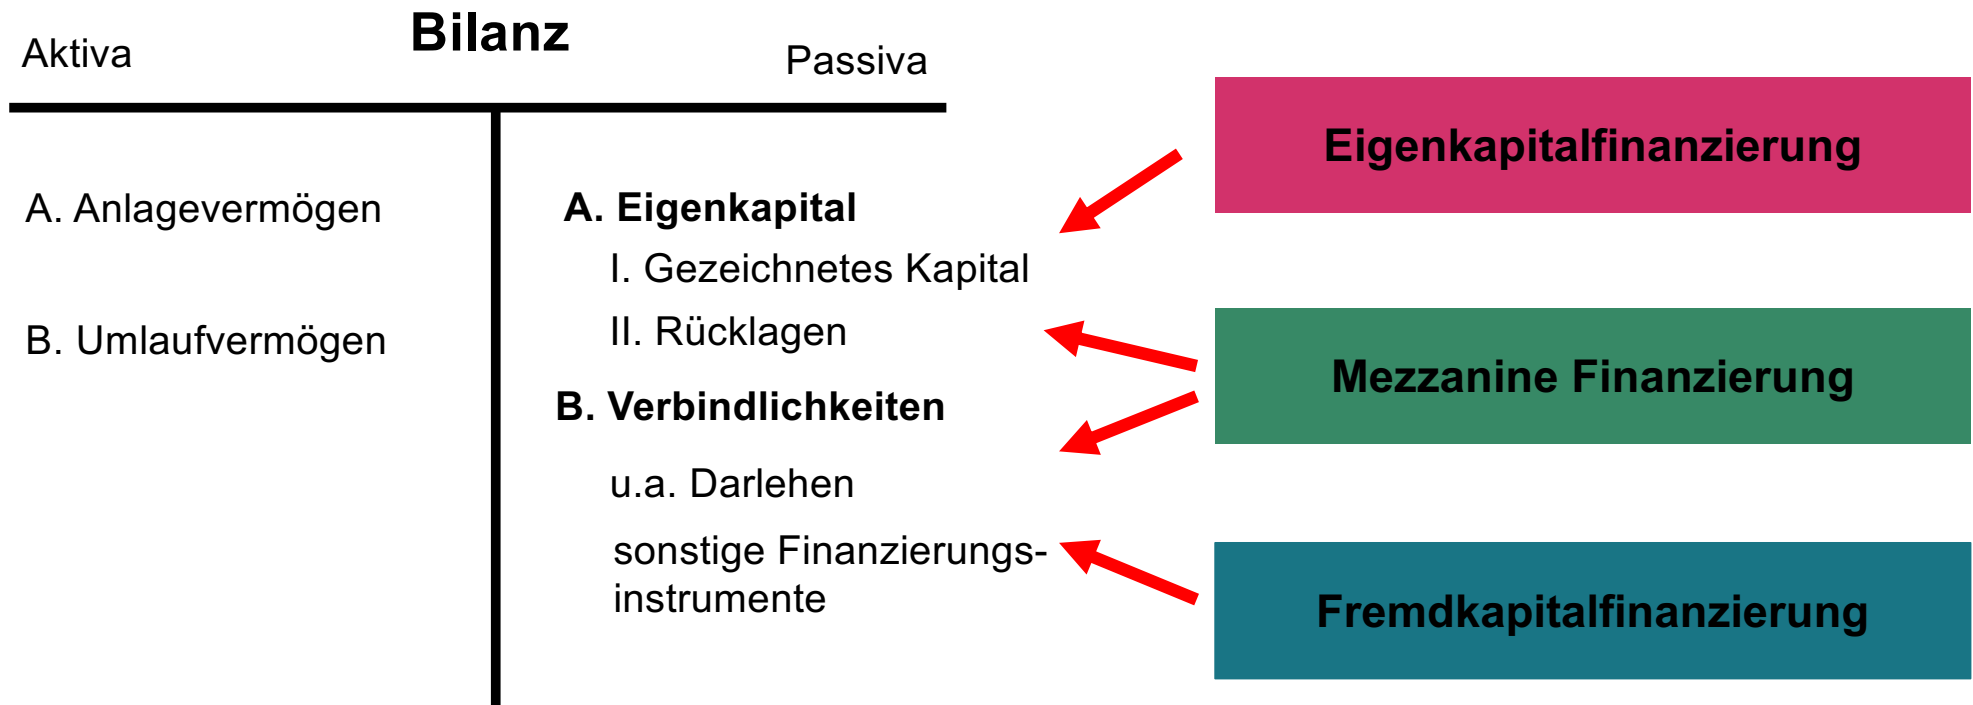 Bilanz
Aktiva
Passiva
A. Anlagevermögen
B. Umlaufvermögen
A. Eigenkapital
I. Gezeichnetes Kapital
II. Rücklagen
B. Verbindlichkeiten
u.a. Darlehen
sonstige Finanzierungs-
instrumente
Eigenkapitalfinanzierung
Mezzanine Finanzierung
Fremdkapitalfinanzierung